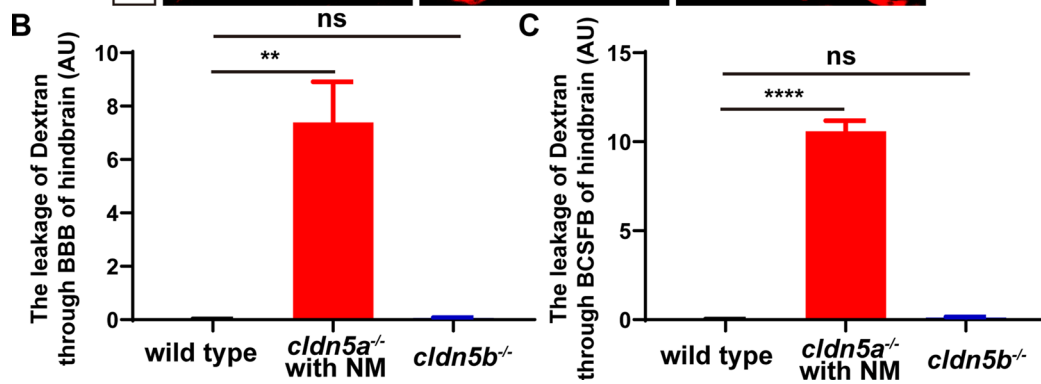 B
The leakage of Dextran
through BBB of hindbrain (AU)
10
8
6
4
2
0
ns
**
wild type
cldn5a-/-
with NM
cldn5b-/-
C
The leakage of Dextran
through BCSFB of hindbrain (AU)
15
10
5
0
ns
****
wild type
cldn5a-/-
with NM
cldn5b-/-